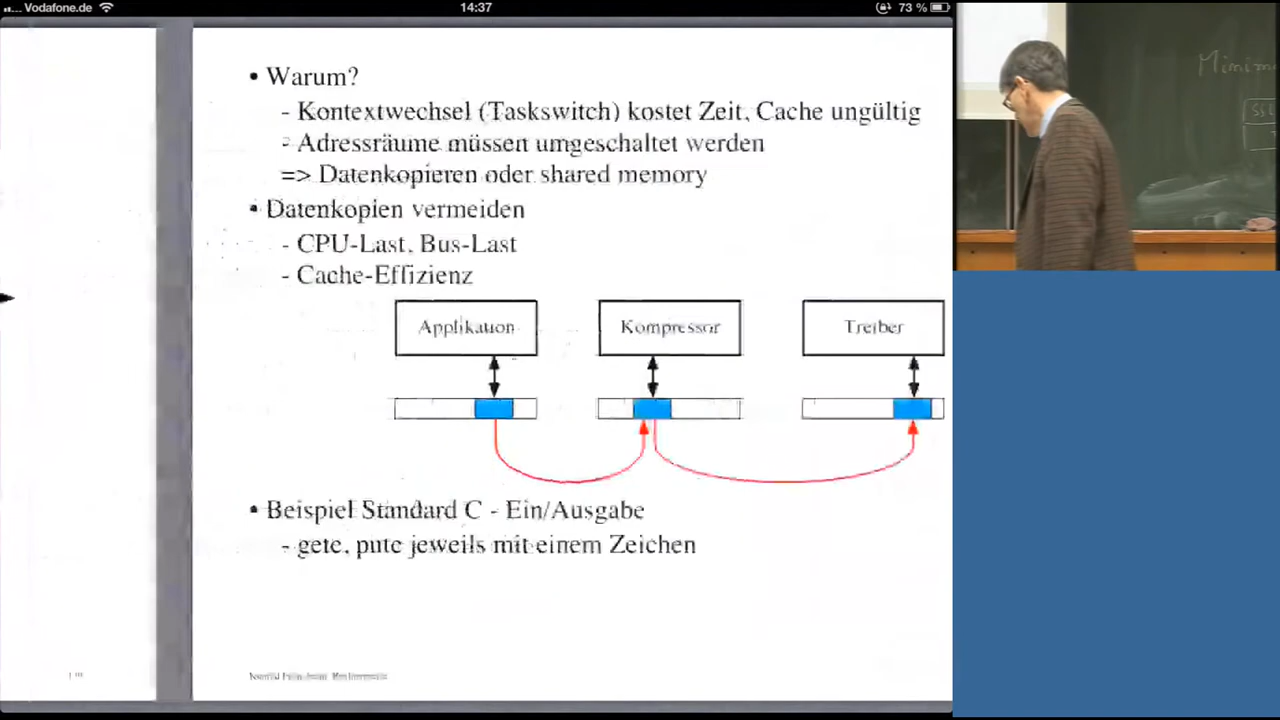 Vodafone.de
14:37
73 %
• Warum?
- Kontextwechsel (Taskswitch) kostet Zeit, Cache ungültig
- Adressräume müssen umgeschaltet werden
=> Datenkopieren oder shared memory
• Datenkopien vermeiden
- CPU-Last, Bus-Last
- Cache-Effizienz
Applikation
Kompressor
Treiber
• Beispiel Standard C - Ein/Ausgabe
- getc, putc jeweils mit einem Zeichen